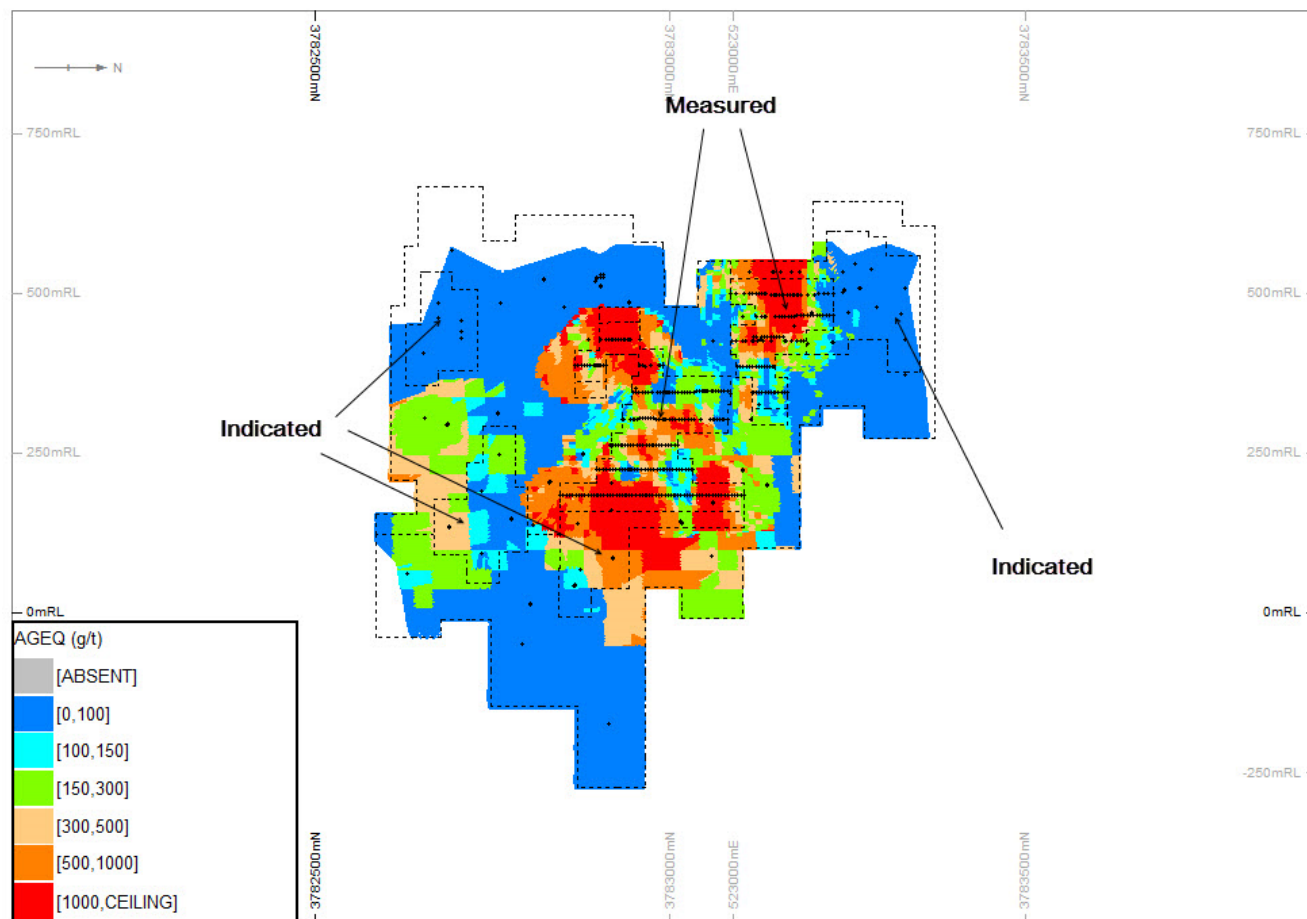 3782500mN
3783000mN
523000mE
3783500mN
N
Measured
750mRL
750mRL
500mRL
500mRL
Indicated
250mRL
250mRL
Indicated
0mRL
0mRL
AGEQ (g/t)
[ABSENT]
[0,100]
[100,150]
[150,300]
[300,500]
[500,1000]
[1000,CEILING]
-250mRL
3782500mN
3783000mN
523000mE
3783500mN